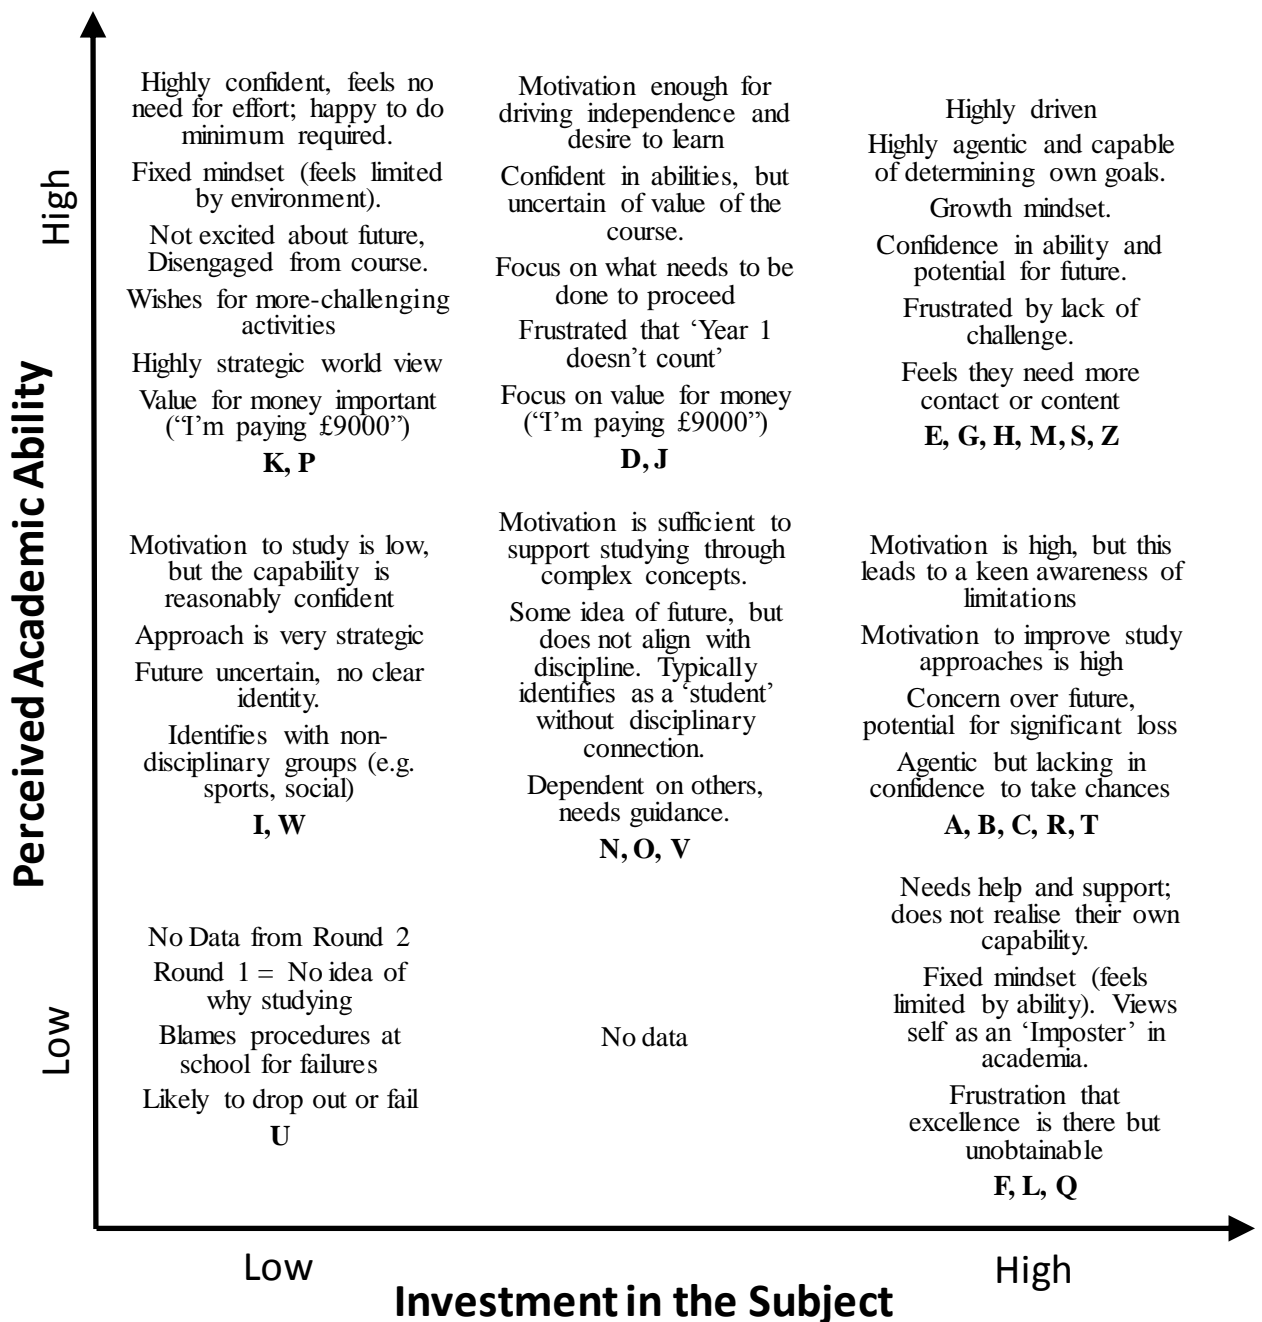 High
Perceived Academic Ability
Low
Highly confident, feels no
need for effort; happy to do
minimum required.
Fixed mindset (feels limited
by environment).
Not excited about future,
Disengaged from course.
Wishes for more-challenging
activities
Highly strategic world view
Value for money important
(“I’m paying £9000”)
K, P
Motivation enough for
driving independence and
desire to learn
Confident in abilities, but
uncertain of value of the
course.
Focus on what needs to be
done to proceed
Frustrated that ‘Year 1
doesn’t count’
Focus on value for money
(“I’m paying £9000”)
D, J
Highly driven
Highly agentic and capable
of determining own goals.
Growth mindset.
Confidence in ability and
potential for future.
Frustrated by lack of
challenge.
Feels they need more
contact or content
E, G, H, M, S, Z
Motivation to study is low,
but the capability is
reasonably confident
Approach is very strategic
Future uncertain, no clear
identity.
Identifies with non-
disciplinary groups (e.g.
sports, social)
I, W
Motivation is sufficient to
support studying through
complex concepts.
Some idea of future, but
does not align with
discipline. Typically
identifies as a ‘student’
without disciplinary
connection.
Dependent on others,
needs guidance.
N, O, V
Motivation is high, but this
leads to a keen awareness of
limitations
Motivation to improve study
approaches is high
Concern over future,
potential for significant loss
Agentic but lacking in
confidence to take chances
A, B, C, R, T
No Data from Round 2
Round 1 = No idea of
why studying
Blames procedures at
school for failures
Likely to drop out or fail
U
No data
Needs help and support;
does not realise their own
capability.
Fixed mindset (feels
limited by ability). Views
self as an ‘Imposter’ in
academia.
Frustration that
excellence is there but
unobtainable
F, L, Q
Low
High
Investment in the Subject